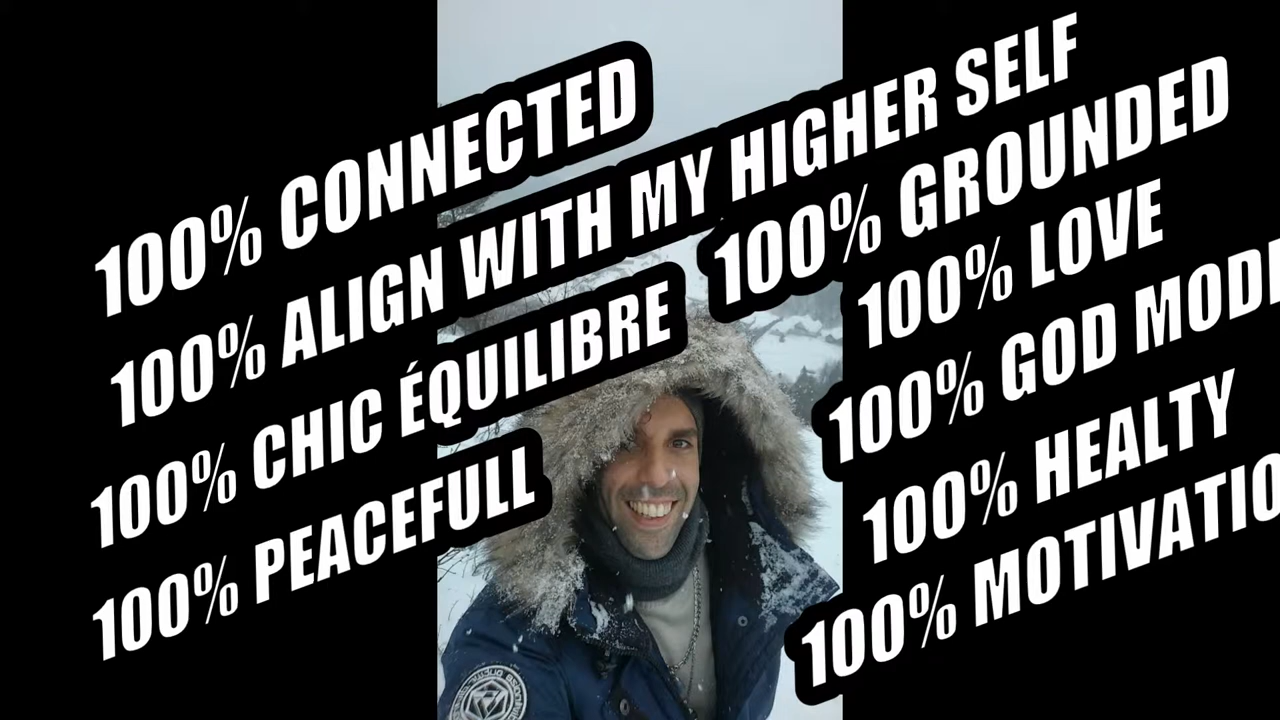 100% CONNECTED
100% ALIGN WITH MY HIGHER SELF
100% CHIC ÉQUILIBRE
100% PEACEFULL
100% GROUNDED
100% LOVE
100% GOD MODE
100% HEALTY
100% MOTIVATIO